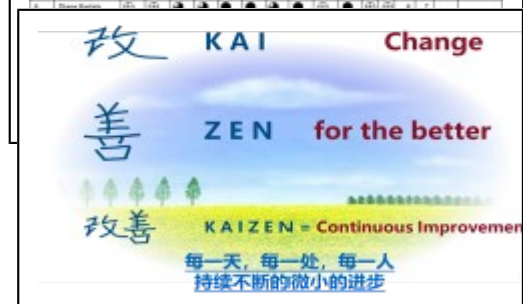 改 KAI Change
善 ZEN for the better
改善 KAIZEN = Continuous Improvemen
每一天，每一处，每一人
持续不断的微小的进步